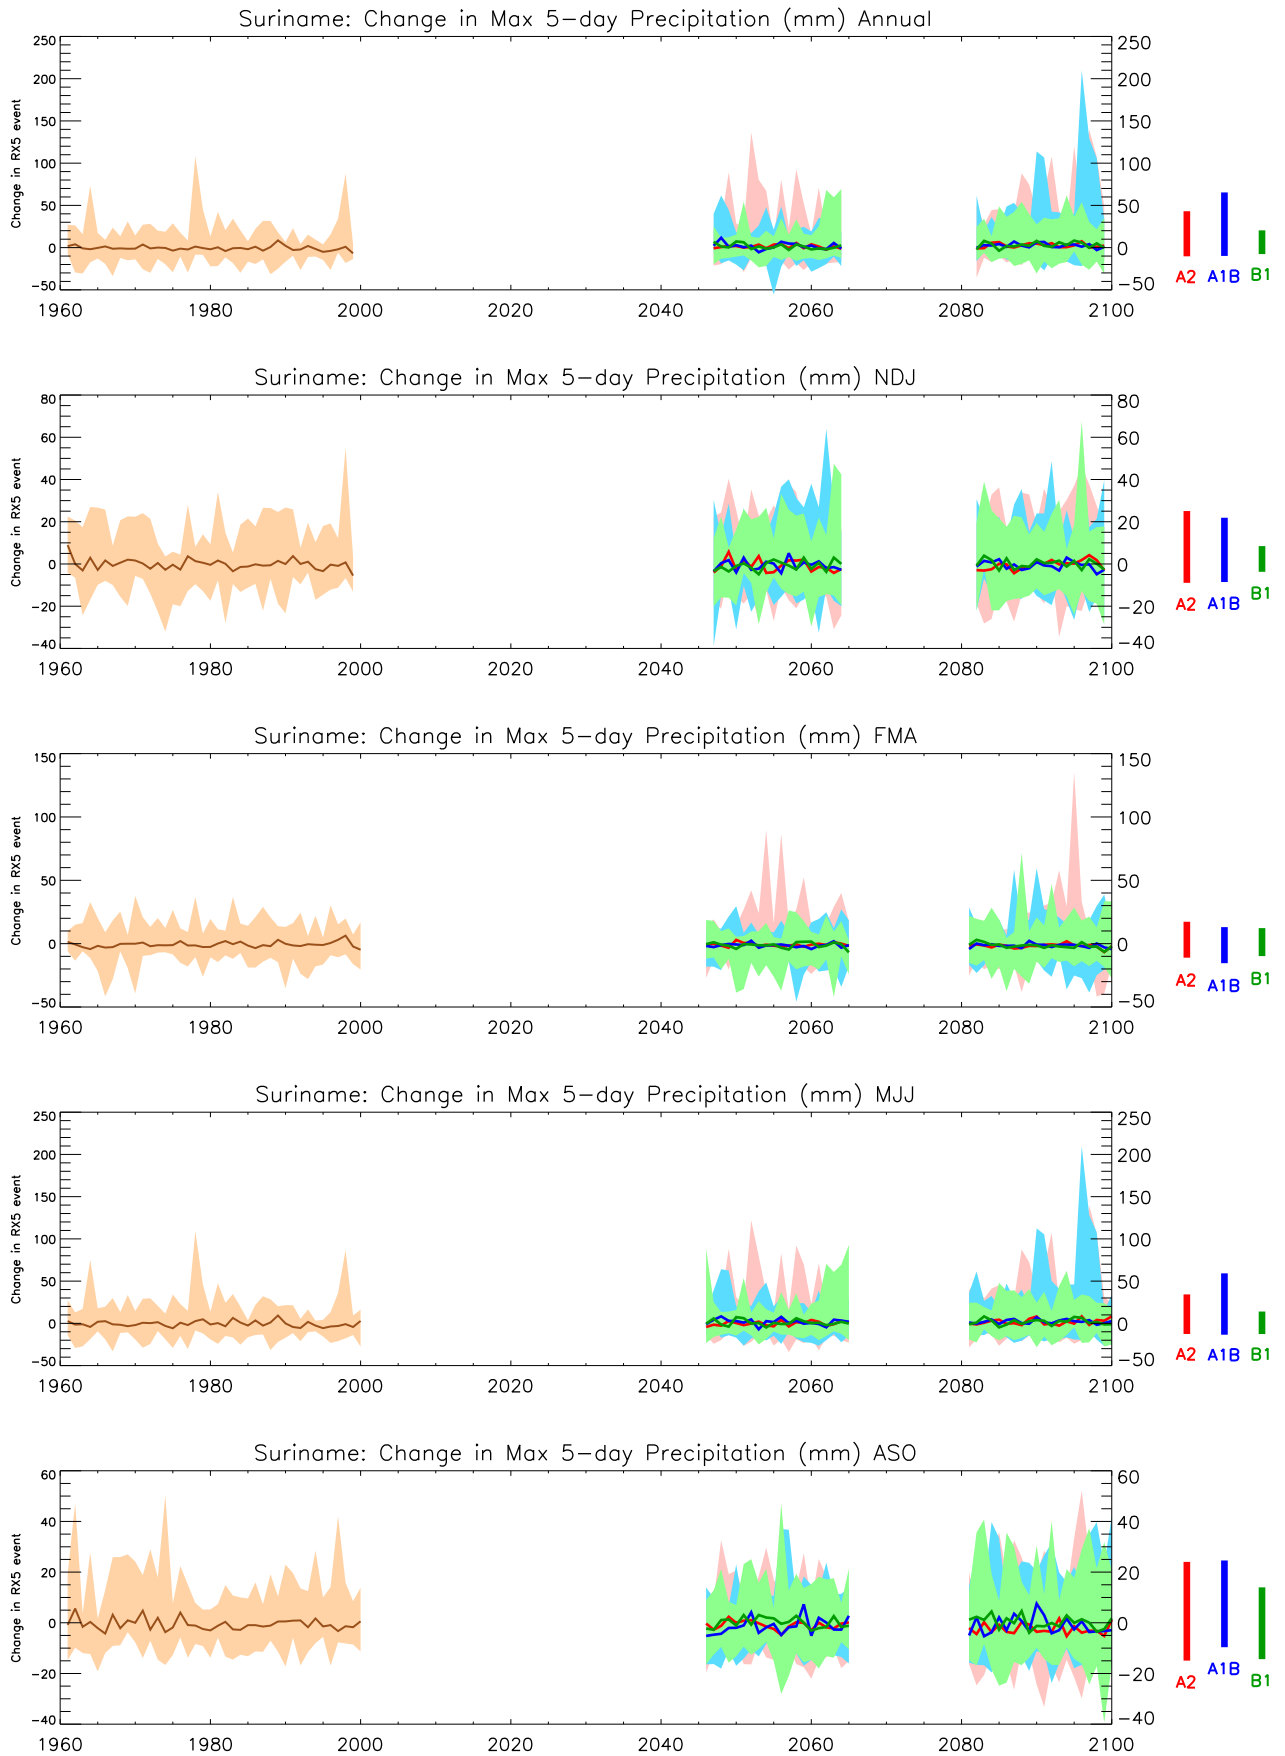 Suriname: Change in Max 5-day Precipitation (mm) Annual
Change in RX5 event
250 200 150 100 50 0 -50
250 200 150 100 50 0 -50
1960 1980 2000 2020 2040 2060 2080 2100
A2 A1B B1
Suriname: Change in Max 5-day Precipitation (mm) NDJ
Change in RX5 event
80 60 40 20 0 -20 -40
80 60 40 20 0 -20 -40
1960 1980 2000 2020 2040 2060 2080 2100
A2 A1B B1
Suriname: Change in Max 5-day Precipitation (mm) FMA
Change in RX5 event
150 100 50 0 -50
150 100 50 0 -50
1960 1980 2000 2020 2040 2060 2080 2100
A2 A1B B1
Suriname: Change in Max 5-day Precipitation (mm) MJJ
Change in RX5 event
250 200 150 100 50 0 -50
250 200 150 100 50 0 -50
1960 1980 2000 2020 2040 2060 2080 2100
A2 A1B B1
Suriname: Change in Max 5-day Precipitation (mm) ASO
Change in RX5 event
60 40 20 0 -20 -40
60 40 20 0 -20 -40
1960 1980 2000 2020 2040 2060 2080 2100
A2 A1B B1